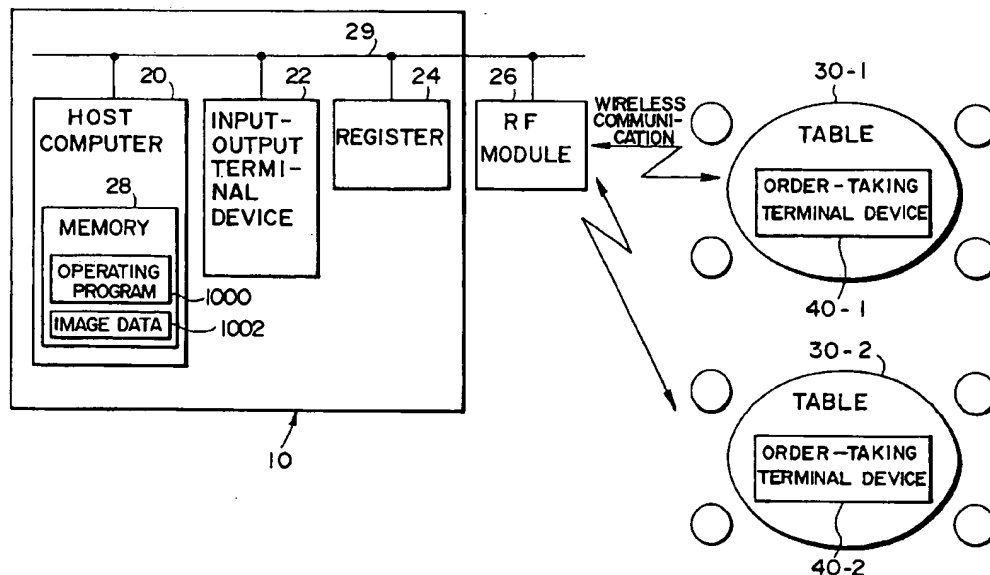 29
20
22
24
26
30-1
HOST
COMPUTER
28
MEMORY
OPERATING
PROGRAM
1000
IMAGE DATA
1002
INPUT-
OUTPUT
TERMI-
NAL
DEVICE
REGISTER
RF
MODULE
WIRELESS
COMMUNI-
CATION
TABLE
ORDER-TAKING
TERMINAL DEVICE
40-1
30-2
TABLE
ORDER-TAKING
TERMINAL DEVICE
40-2
10